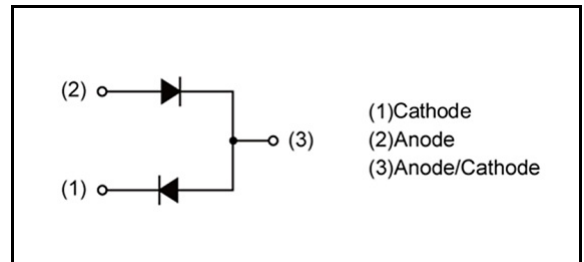 (2)
(1)Cathode
(3)
(2)Anode
(3)Anode/Cathode
(1)